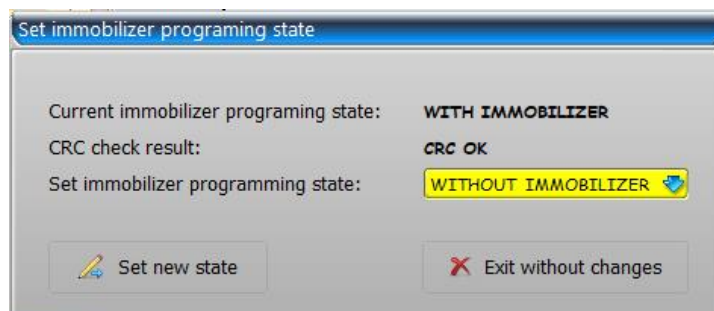 Set immobilizer programing state
Current immobilizer programing state: WITH IMMOBILIZER
CRC check result: CRC OK
Set immobilizer programming state: WITHOUT IMMOBILIZER
Set new state Exit without changes